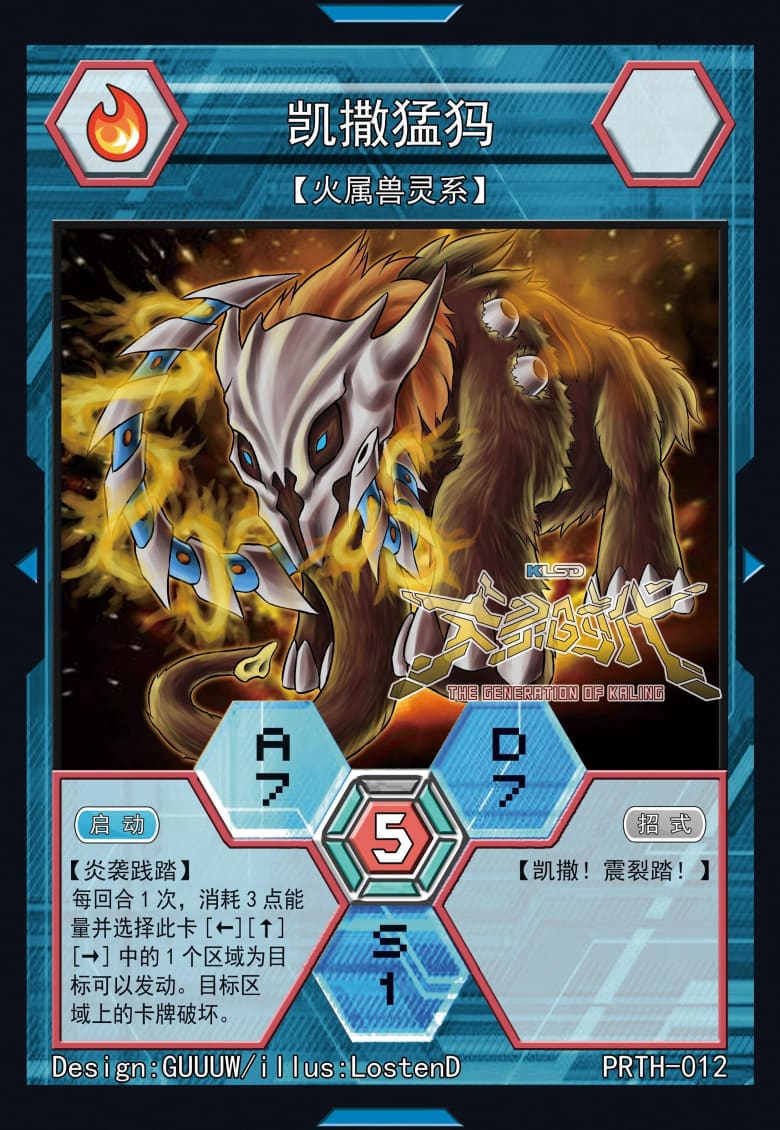 凯撒猛犸
【火属兽灵系】
KLSD
卡宗时代
THE GENERATION OF KALING
A
7
D
7
5
S
1
启动
【炎袭践踏】
每回合1次，消耗3点能
量并选择此卡[←][↑]
[→]中的1个区域为目
标可以发动。目标区
域上的卡牌破坏。
招式
【凯撒！震裂踏！】
Design:GUUUW/illus:LostenD
PRTH-012